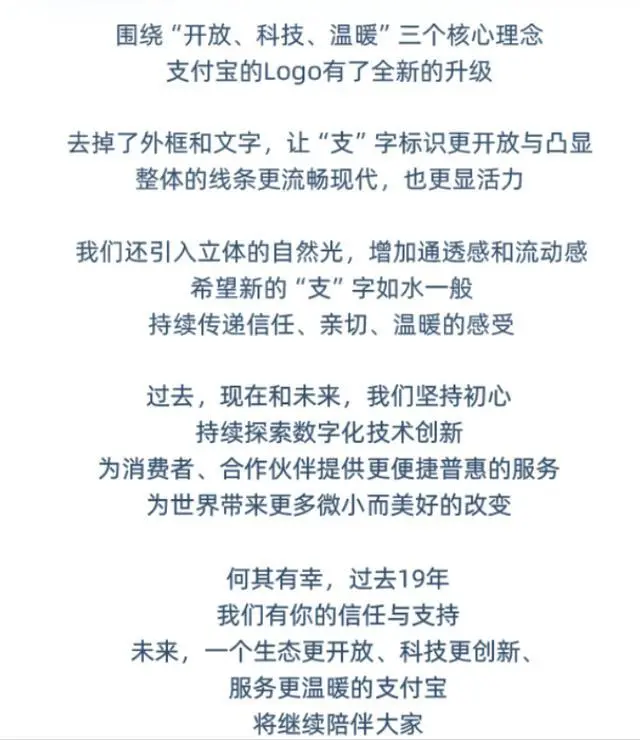 围绕“开放、科技、温暖”三个核心理念
支付宝的Logo有了全新的升级
去掉了外框和文字，让“支”字标识更开放与凸显
整体的线条更流畅现代，也更显活力
我们还引入立体的自然光，增加通透感和流动感
希望新的“支”字如水一般
持续传递信任、亲切、温暖的感受
过去，现在和未来，我们坚持初心
持续探索数字化技术创新
为消费者、合作伙伴提供更便捷普惠的服务
为世界带来更多微小而美好的改变
何其有幸，过去19年
我们有你的信任与支持
未来，一个生态更开放、科技更创新、
服务更温暖的支付宝
将继续陪伴大家